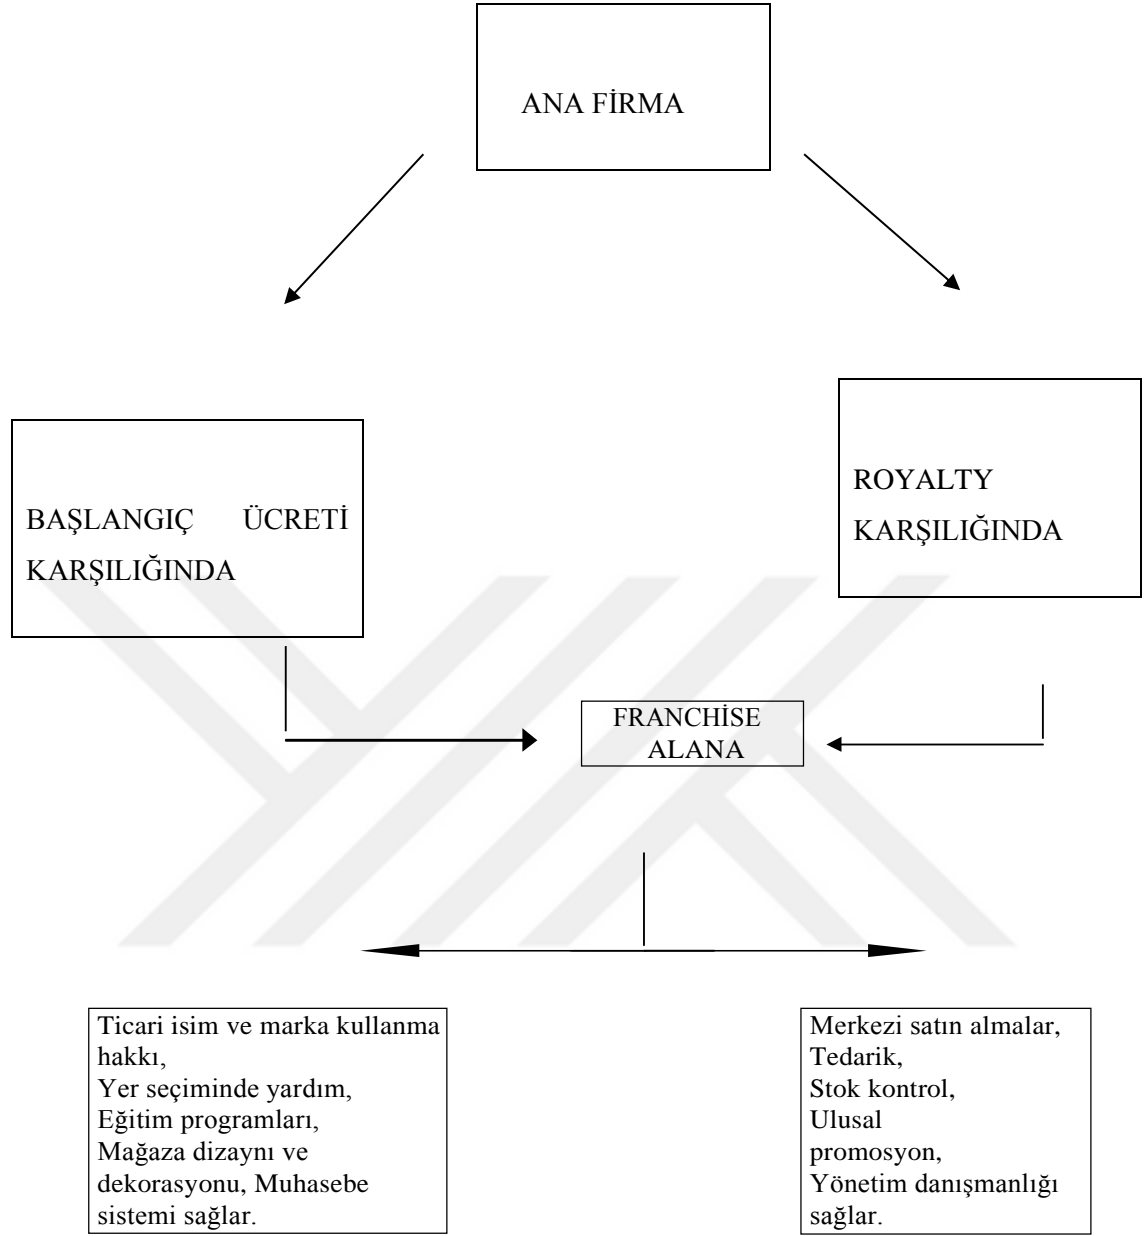 ANA FİRMA
BAŞLANGIÇ ÜCRETİ
KARŞILIĞINDA
ROYALTY
KARŞILIĞINDA
FRANCHİSE
ALANA
Ticari isim ve marka kullanma
hakkı,
Yer seçiminde yardım,
Eğitim programları,
Mağaza dizaynı ve
dekorasyonu, Muhasebe
sistemi sağlar.
Merkezi satın almalar,
Tedarik,
Stok kontrol,
Ulusal
promosyon,
Yönetim danışmanlığı
sağlar.